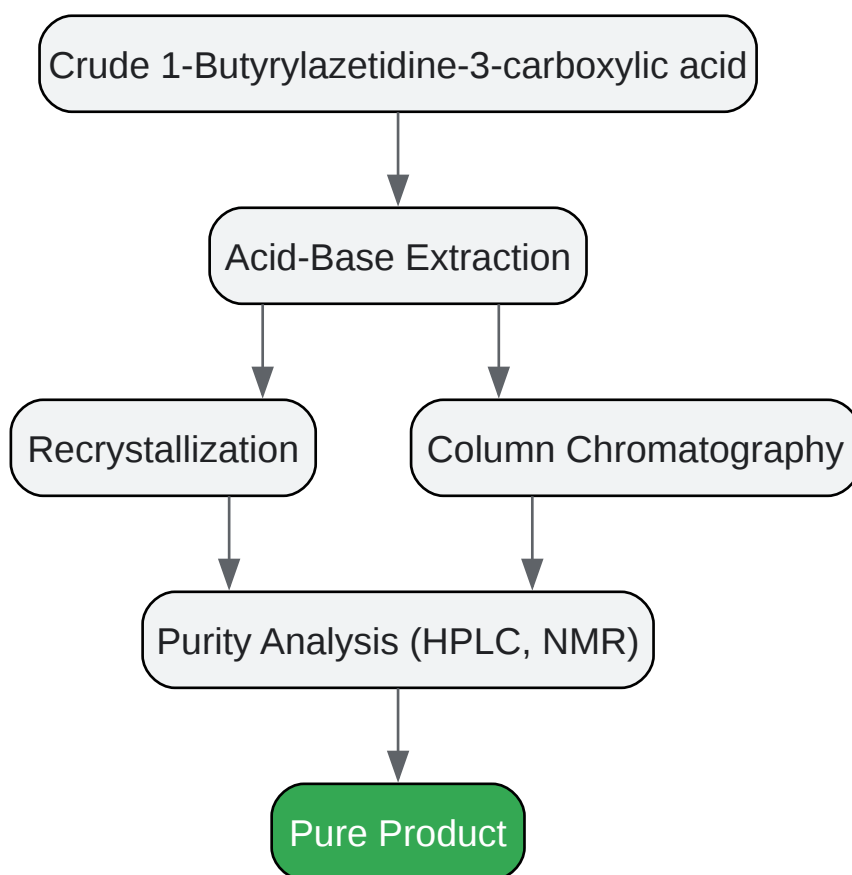 Crude 1-Butyrylazetidine-3-carboxylic acid
Acid-Base Extraction
Recrystallization
Column Chromatography
Purity Analysis (HPLC, NMR)
Pure Product